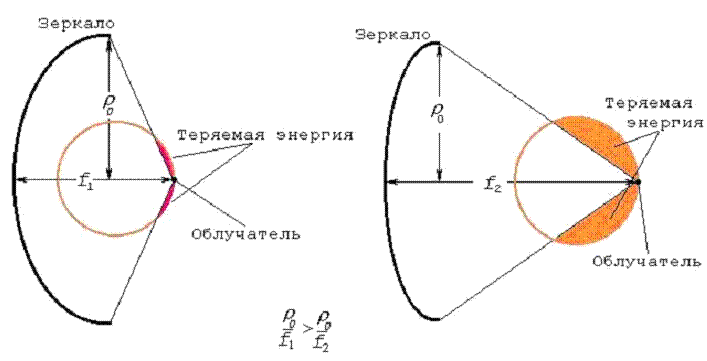 Зеркало
ρ₀
Теряемая энергия
f₁
Облучатель
Зеркало
ρ₀
Теряемая
энергия
f₂
Облучатель
ρ₀/f₁ > ρ₀/f₂